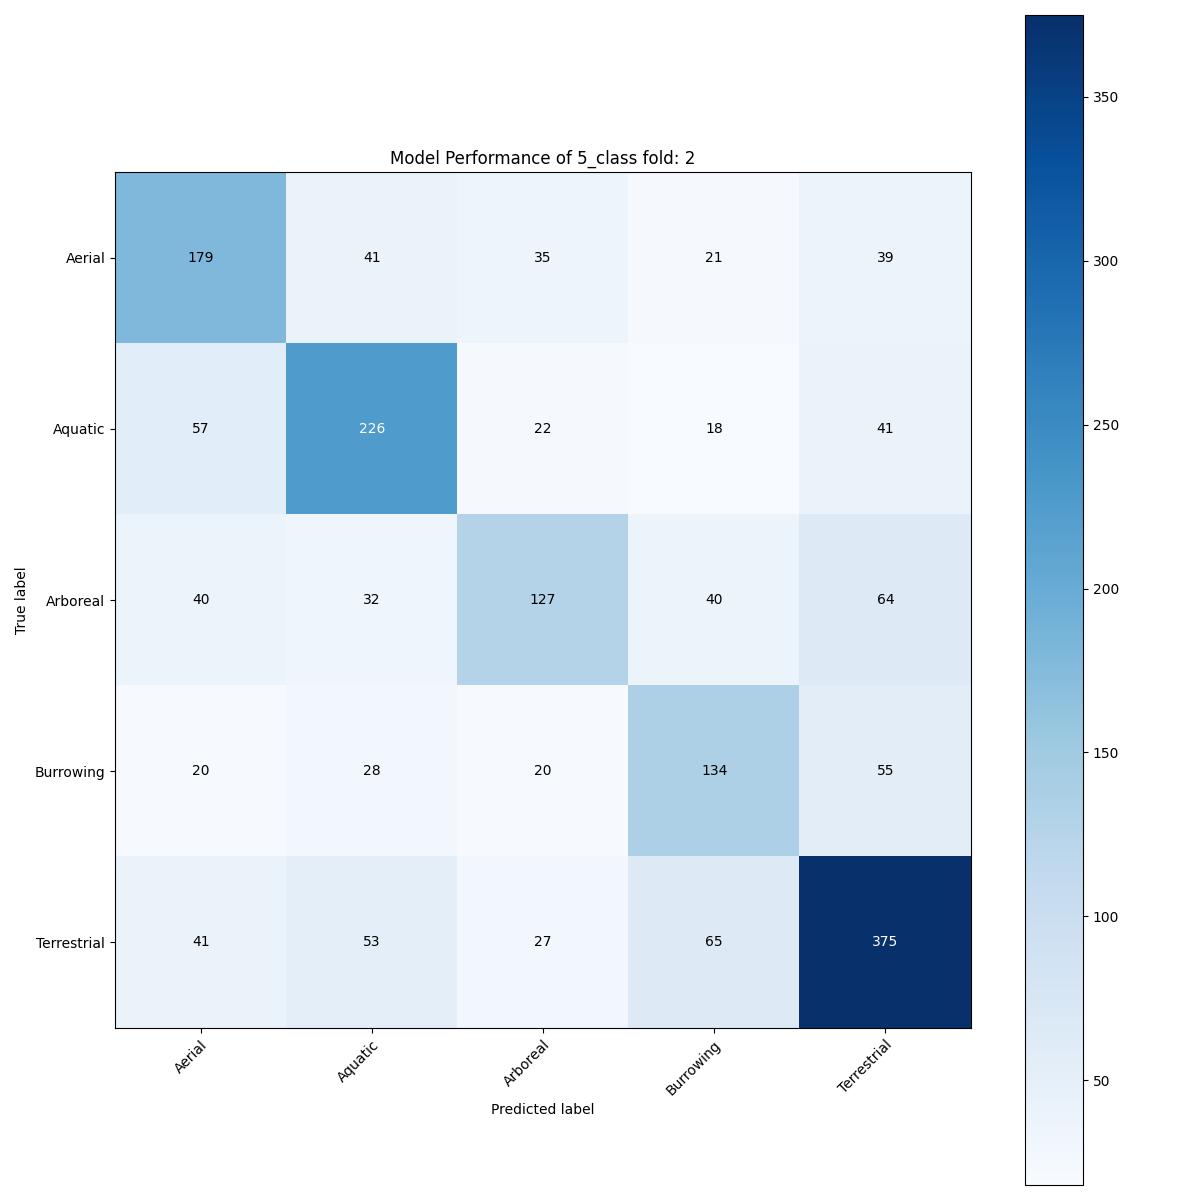 Model Performance of 5_class fold: 2
Aerial 179 41 35 21 39
Aquatic 57 226 22 18 41
Arboreal 40 32 127 40 64
Burrowing 20 28 20 134 55
Terrestrial 41 53 27 65 375
True label
Aerial Aquatic Arboreal Burrowing Terrestrial
Predicted label
350
300
250
200
150
100
50